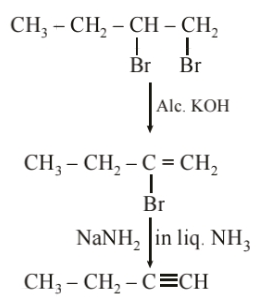 CH₃ – CH₂ – CH – CH₂
Br Br
Alc. KOH
CH₃ – CH₂ – C = CH₂
Br
NaNH₂ in liq. NH₃
CH₃ – CH₂ – C≡CH